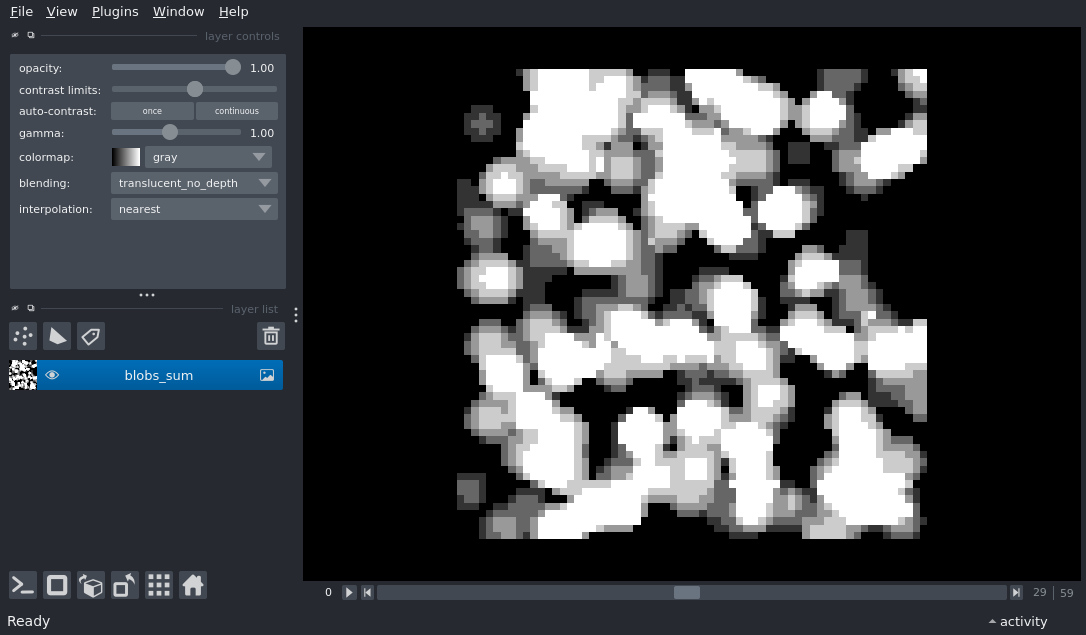 File View Plugins Window Help
layer controls
opacity: 1.00
contrast limits:
auto-contrast: once continuous
gamma: 1.00
colormap: gray
blending: translucent_no_depth
interpolation: nearest
layer list
blobs_sum
0 29 59
Ready activity